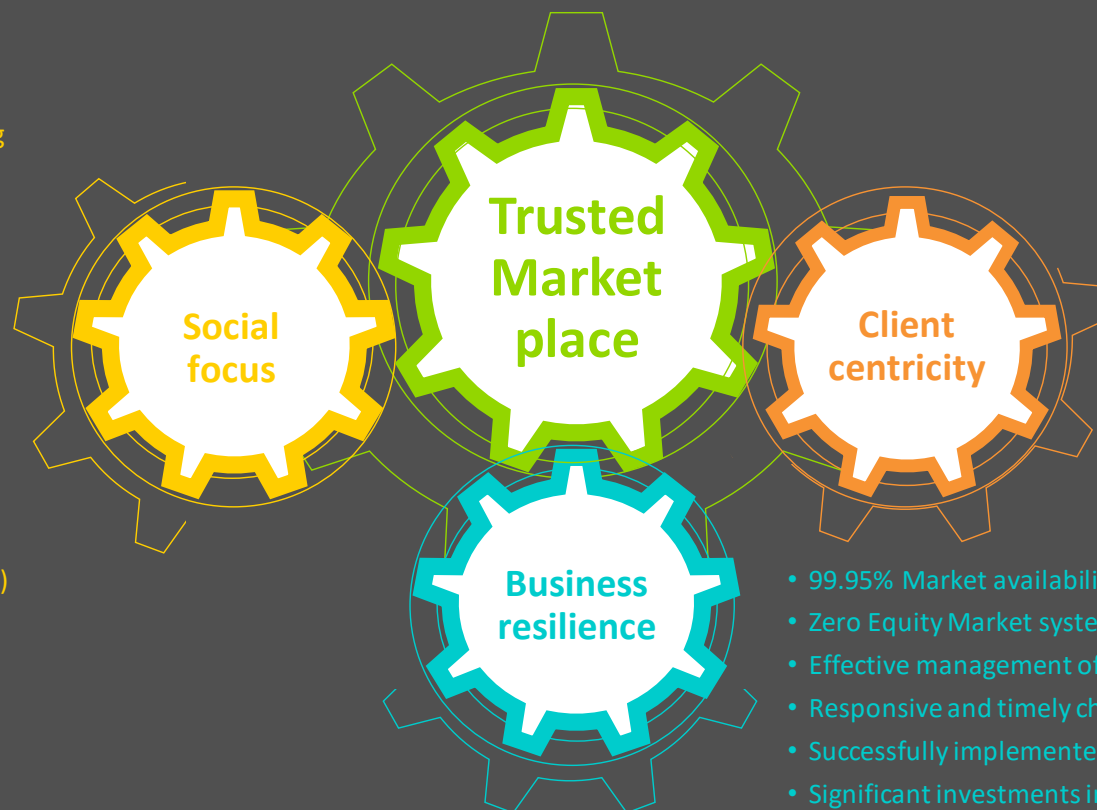 g
Trusted
Market
place
Social
focus
Client
centricity
)
Business
resilience
• 99.95% Market availabili
• Zero Equity Market syste
• Effective management of
• Responsive and timely ch
• Successfully implemente
• Significant investments i